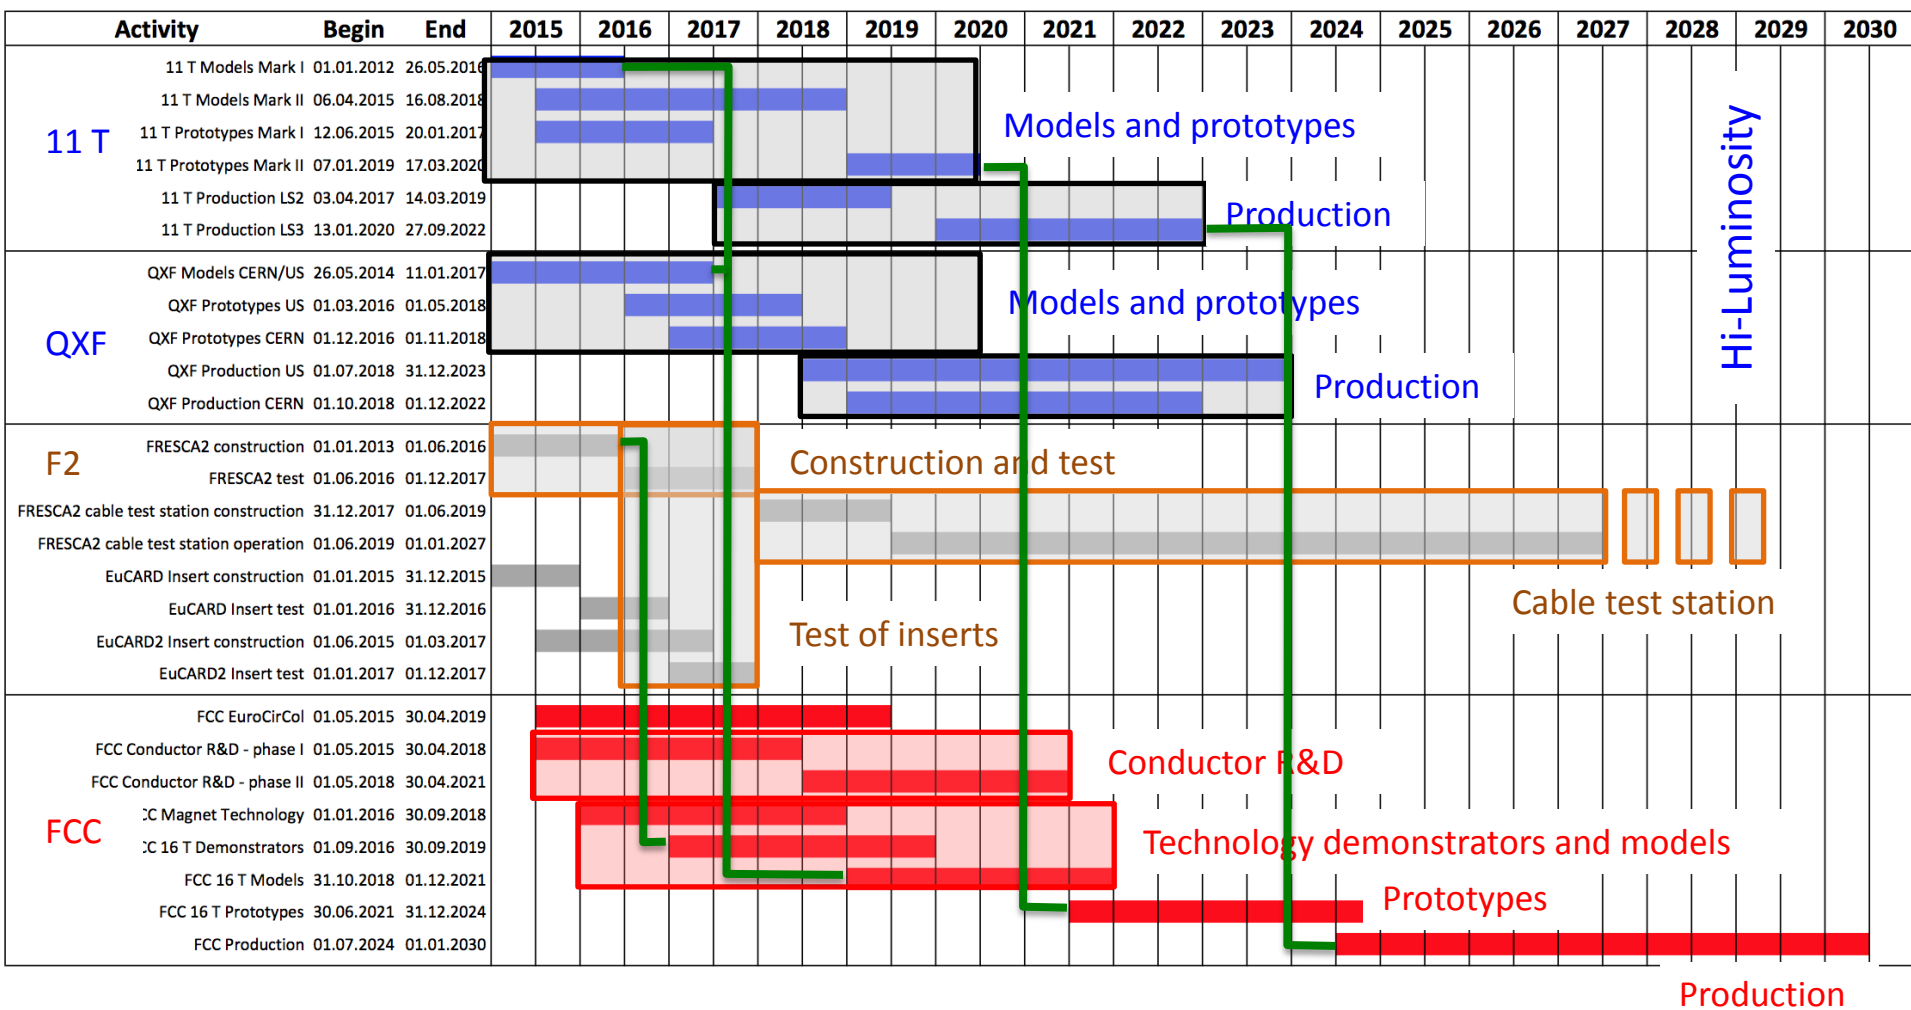 Activity Begin End 2015 2016 2017 2018 2019 2020 2021 2022 2023 2024 2025 2026 2027 2028 2029 2030
11 T Models Mark I 01.01.2012 26.05.2016
11 T Models Mark II 06.04.2015 16.08.2018
11 T Prototypes Mark I 12.06.2015 20.01.2017
11 T Prototypes Mark II 07.01.2019 17.03.2020
11 T Production LS2 03.04.2017 14.03.2019
11 T Production LS3 13.01.2020 27.09.2022
11 T
Models and prototypes
Production
Hi-Luminosity
QXF Models CERN/US 26.05.2014 11.01.2017
QXF Prototypes US 01.03.2016 01.05.2018
QXF Prototypes CERN 01.12.2016 01.11.2018
QXF Production US 01.07.2018 31.12.2023
QXF Production CERN 01.10.2018 01.12.2022
QXF
Models and prototypes
Production
FRESCA2 construction 01.01.2013 01.06.2016
FRESCA2 test 01.06.2016 01.12.2017
FRESCA2 cable test station construction 31.12.2017 01.06.2019
FRESCA2 cable test station operation 01.06.2019 01.01.2027
EuCARD Insert construction 01.01.2015 31.12.2015
EuCARD Insert test 01.01.2016 31.12.2016
EuCARD2 Insert construction 01.06.2015 01.03.2017
EuCARD2 Insert test 01.01.2017 01.12.2017
F2
Construction and test
Cable test station
Test of inserts
FCC EuroCirCol 01.05.2015 30.04.2019
FCC Conductor R&D - phase I 01.05.2015 30.04.2018
FCC Conductor R&D - phase II 01.05.2018 30.04.2021
CC Magnet Technology 01.01.2016 30.09.2018
CC 16 T Demonstrators 01.09.2016 30.09.2019
FCC 16 T Models 31.10.2018 01.12.2021
FCC 16 T Prototypes 30.06.2021 31.12.2024
FCC Production 01.07.2024 01.01.2030
FCC
Conductor R&D
Technology demonstrators and models
Prototypes
Production